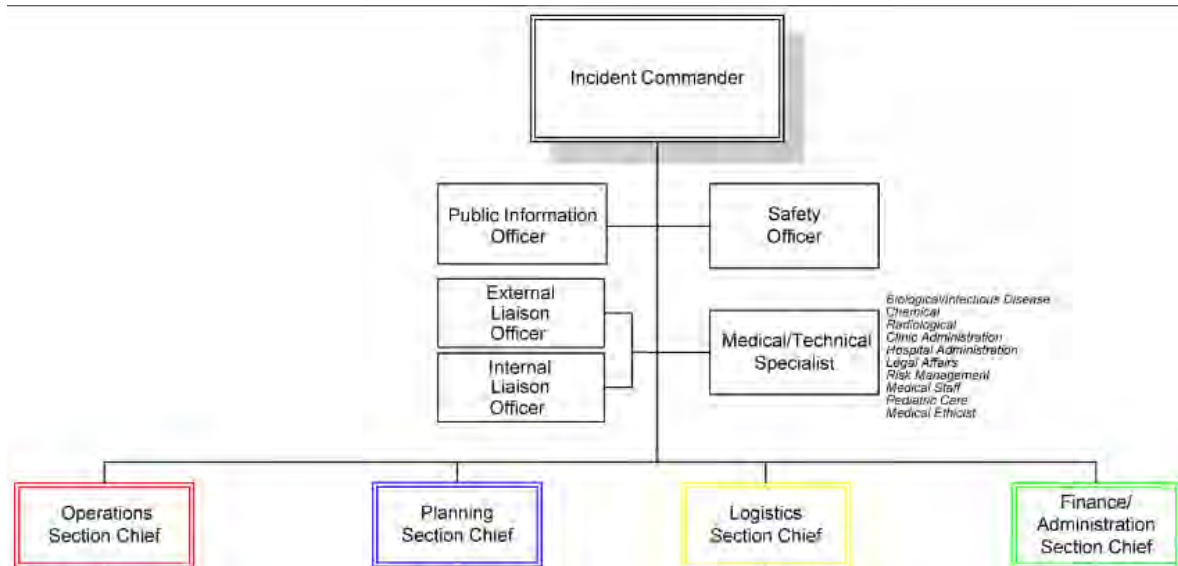 Incident Commander
Public Information
Officer
Safety
Officer
External
Liaison
Officer
Internal
Liaison
Officer
Medical/Technical
Specialist
Biological/Infectious Disease
Chemical
Radiological
Clinic Administration
Hospital Administration
Legal Affairs
Risk Management
Medical Staff
Pediatric Care
Medical Ethicist
Operations
Section Chief
Planning
Section Chief
Logistics
Section Chief
Finance/
Administration
Section Chief